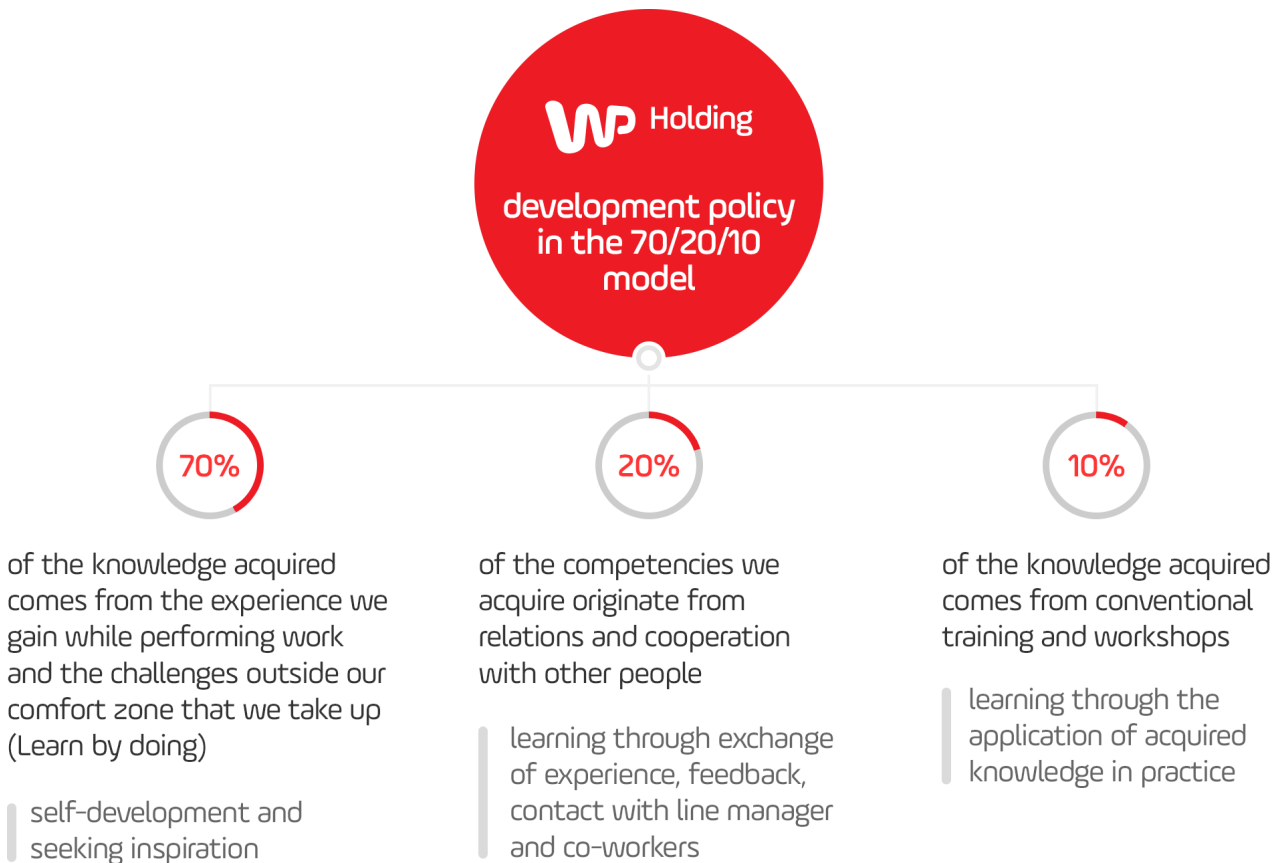 WP Holding
development policy
in the 70/20/10
model
70%
of the knowledge acquired
comes from the experience we
gain while performing work
and the challenges outside our
comfort zone that we take up
(Learn by doing)
self-development and
seeking inspiration
20%
of the competencies we
acquire originate from
relations and cooperation
with other people
learning through exchange
of experience, feedback,
contact with line manager
and co-workers
10%
of the knowledge acquired
comes from conventional
training and workshops
learning through the
application of acquired
knowledge in practice